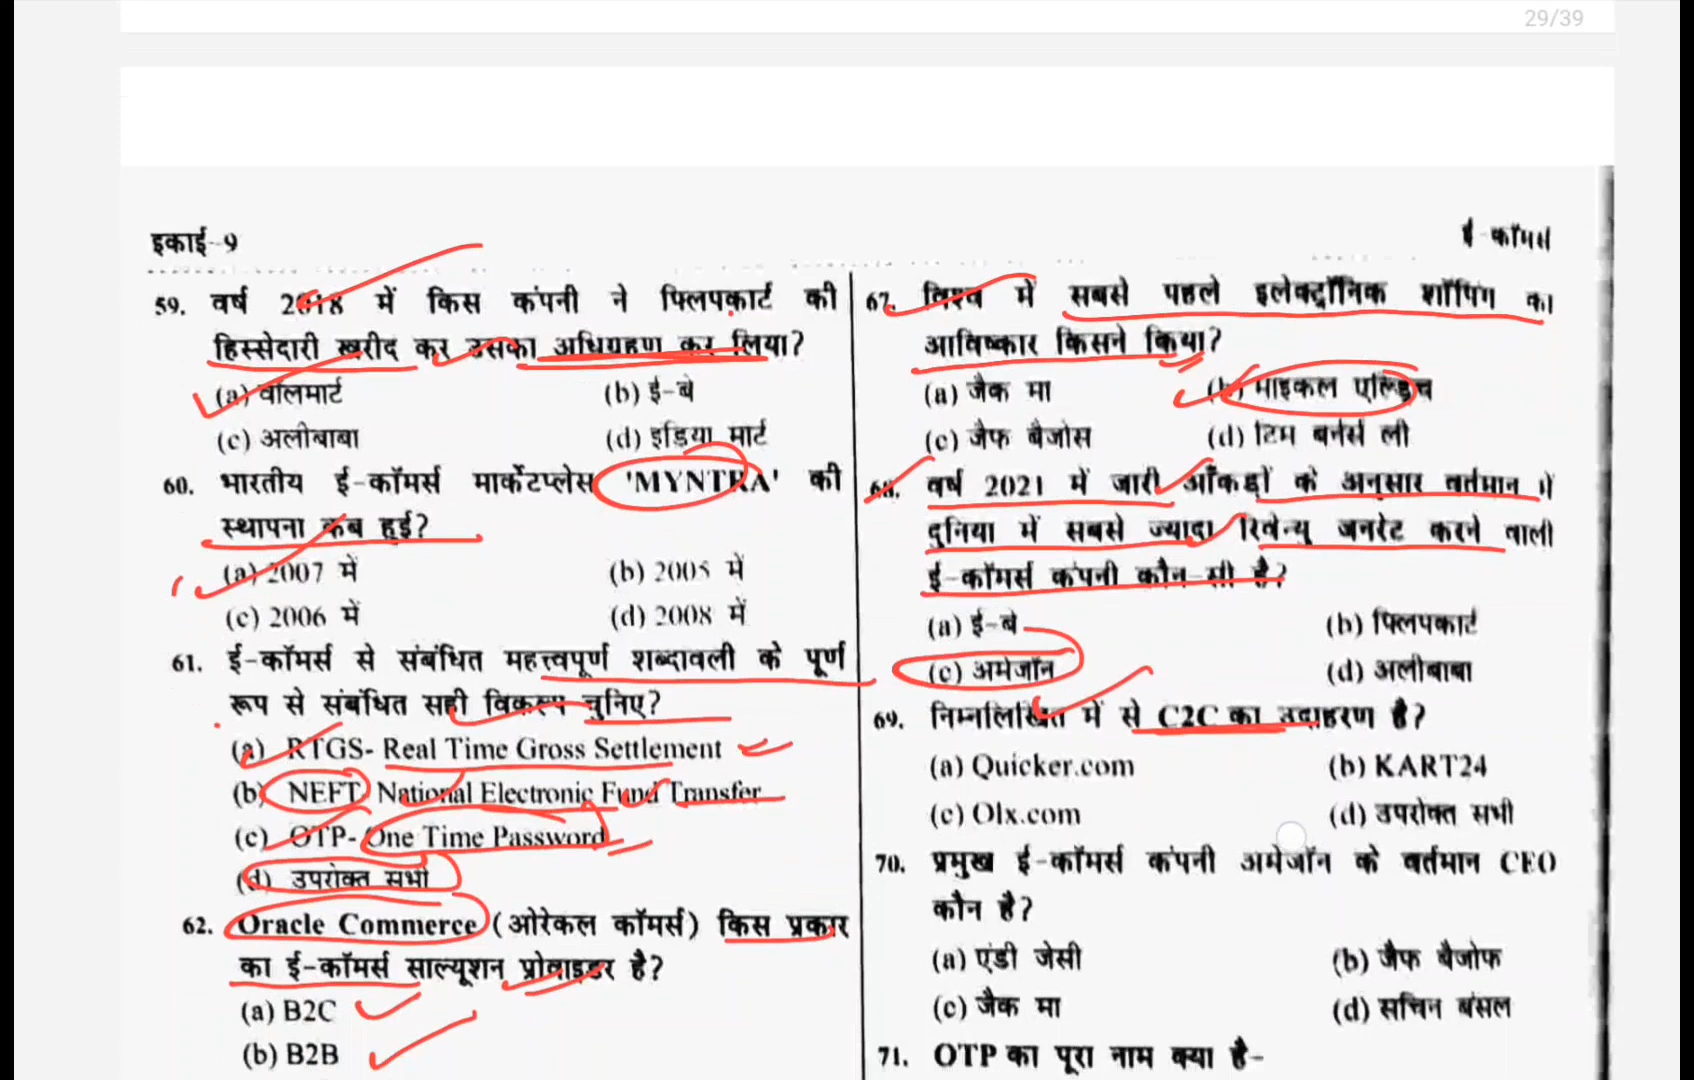 29/39
इकाई-9
ई-कॉमर्स
59. वर्ष 2018 में किस कंपनी ने फ्लिपकार्ट की
हिस्सेदारी खरीद कर उसका अधिग्रहण कर लिया?
(a) वॉलमार्ट (b) ई-बे
(c) अलीबाबा (d) इंडिया मार्ट
60. भारतीय ई-कॉमर्स मार्केटप्लेस 'MYNTRA' की
स्थापना कब हुई?
(a) 2007 में (b) 2005 में
(c) 2006 में (d) 2008 में
61. ई-कॉमर्स से संबंधित महत्त्वपूर्ण शब्दावली के पूर्ण
रूप से संबंधित सही विकल्प चुनिए?
(a) RTGS- Real Time Gross Settlement
(b) NEFT National Electronic Fund Transfer
(c) OTP- One Time Password
(d) उपरोक्त सभी
62. Oracle Commerce (ओरेकल कॉमर्स) किस प्रकार
का ई-कॉमर्स साल्यूशन प्रोवाइडर है?
(a) B2C
(b) B2B
67. विश्व में सबसे पहले इलेक्ट्रॉनिक शॉपिंग का
आविष्कार किसने किया?
(a) जैक मा (b) माइकल एल्ड्रिच
(c) जैफ बैजोस (d) टिम बर्नर्स ली
68. वर्ष 2021 में जारी आँकड़ों के अनुसार वर्तमान में
दुनिया में सबसे ज्यादा रिवेन्यु जनरेट करने वाली
ई-कॉमर्स कंपनी कौन-सी है?
(a) ई-बे (b) फ्लिपकार्ट
(c) अमेजॉन (d) अलीबाबा
69. निम्नलिखित में से C2C का उदाहरण है?
(a) Quicker.com (b) KART24
(c) Olx.com (d) उपरोक्त सभी
70. प्रमुख ई-कॉमर्स कंपनी अमेजॉन के वर्तमान CEO
कौन है?
(a) एंडी जेसी (b) जैफ बैजोफ
(c) जैक मा (d) सचिन बंसल
71. OTP का पूरा नाम क्या है-